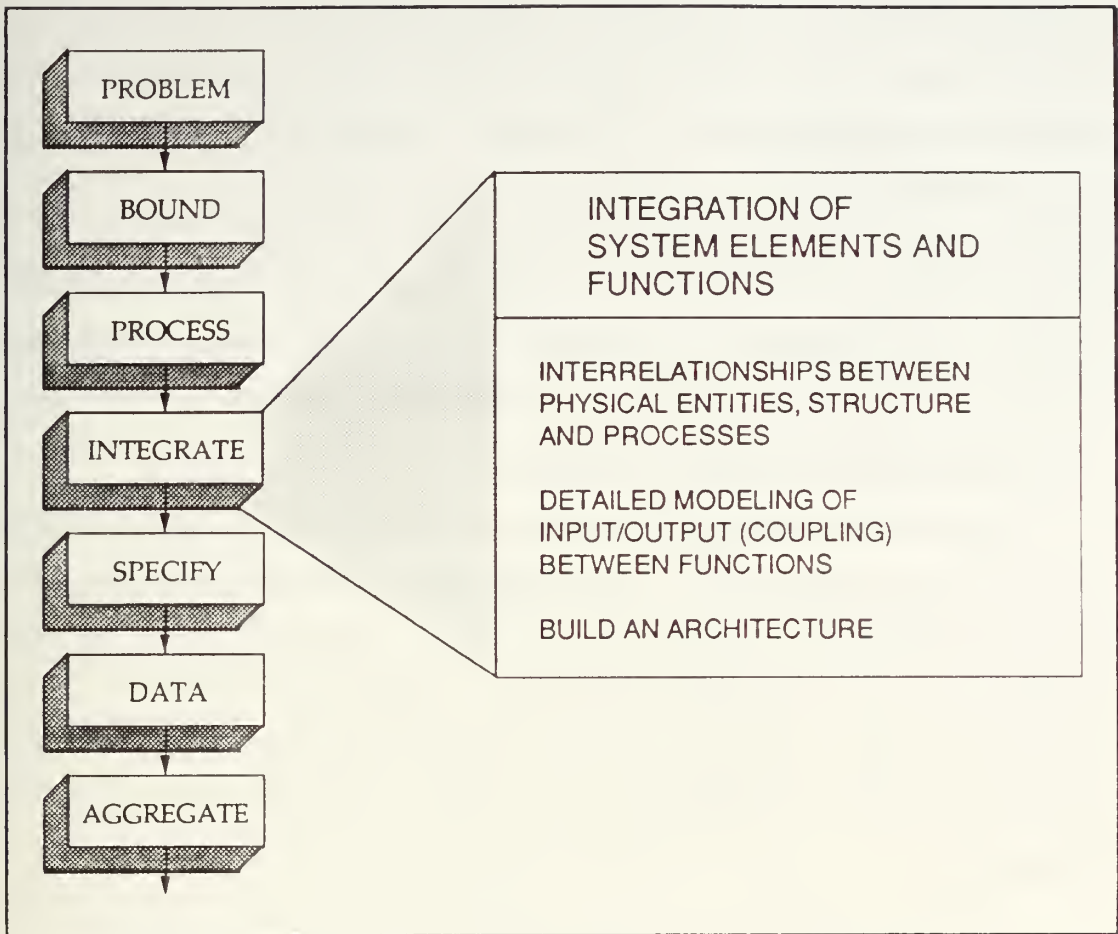 PROBLEM
BOUND
PROCESS
INTEGRATE
SPECIFY
DATA
AGGREGATE
INTEGRATION OF
SYSTEM ELEMENTS AND
FUNCTIONS
INTERRELATIONSHIPS BETWEEN
PHYSICAL ENTITIES, STRUCTURE
AND PROCESSES
DETAILED MODELING OF
INPUT/OUTPUT (COUPLING)
BETWEEN FUNCTIONS
BUILD AN ARCHITECTURE